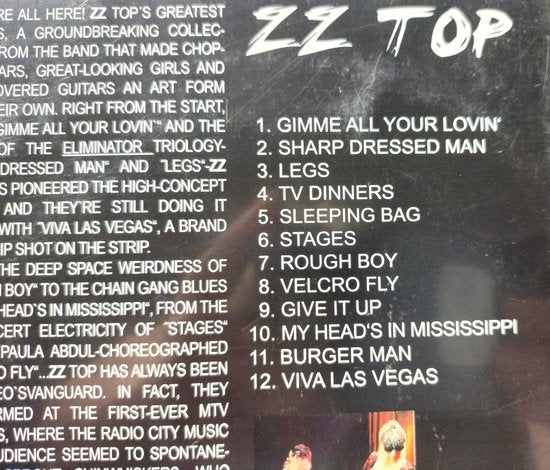 RE ALL HERE! ZZ TOP'S GREATEST
S, A GROUNDBREAKING COLLEC-
FROM THE BAND THAT MADE CHOP-
ARS, GREAT-LOOKING GIRLS AND
OVERED GUITARS AN ART FORM
EIR OWN. RIGHT FROM THE START,
GIMME ALL YOUR LOVIN'" AND THE
OF THE ELIMINATOR TRIOLOGY-
DRESSED MAN" AND "LEGS"-ZZ
S PIONEERED THE HIGH-CONCEPT
AND THEY'RE STILL DOING IT
WITH "VIVA LAS VEGAS", A BRAND
IP SHOT ON THE STRIP.
THE DEEP SPACE WEIRDNESS OF
BOY" TO THE CHAIN GANG BLUES
HEAD'S IN MISSISSIPPI", FROM THE
CERT ELECTRICITY OF "STAGES"
PAULA ABDUL-CHOREOGRAPHED
O FLY"...ZZ TOP HAS ALWAYS BEEN
EO`SVANGUARD. IN FACT, THEY
RMED AT THE FIRST-EVER MTV
S, WHERE THE RADIO CITY MUSIC
UDIENCE SEEMED TO SPONTANE-
CHINWHISKERS WHO
ZZ TOP
1. GIMME ALL YOUR LOVIN'
2. SHARP DRESSED MAN
3. LEGS
4. TV DINNERS
5. SLEEPING BAG
6. STAGES
7. ROUGH BOY
8. VELCRO FLY
9. GIVE IT UP
10. MY HEAD'S IN MISSISSIPPI
11. BURGER MAN
12. VIVA LAS VEGAS